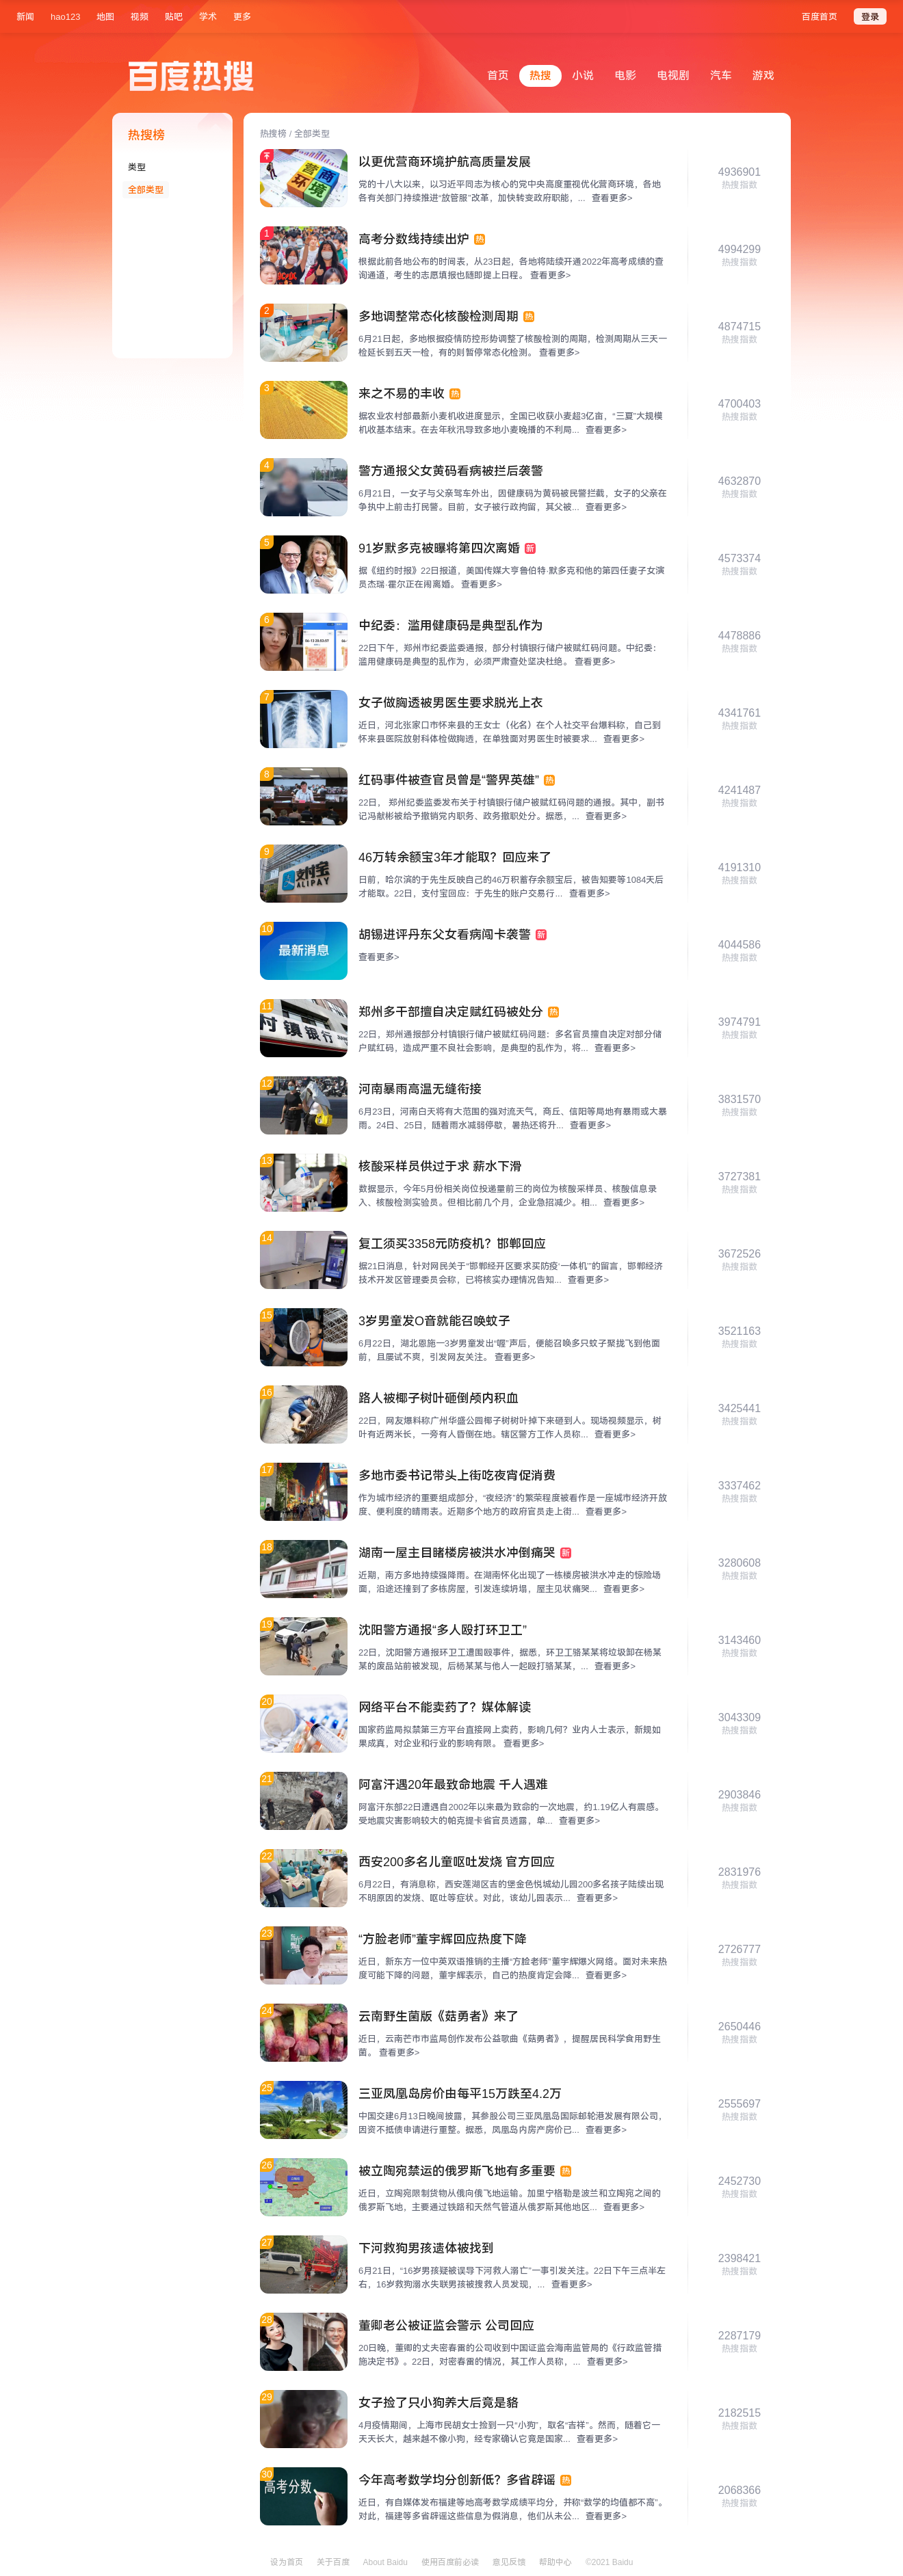 新闻 hao123 地图 视频 贴吧 学术 更多 百度首页 登录
百度热搜
首页 热搜 小说 电影 电视剧 汽车 游戏
热搜榜
类型
全部类型
热搜榜 / 全部类型
营商环境
以更优营商环境护航高质量发展
党的十八大以来，以习近平同志为核心的党中央高度重视优化营商环境，各地
各有关部门持续推进“放管服”改革，加快转变政府职能，... 查看更多>
4936901
热搜指数
1
高考分数线持续出炉 热
根据此前各地公布的时间表，从23日起，各地将陆续开通2022年高考成绩的查
询通道，考生的志愿填报也随即提上日程。 查看更多>
4994299
热搜指数
2
多地调整常态化核酸检测周期 热
6月21日起，多地根据疫情防控形势调整了核酸检测的周期，检测周期从三天一
检延长到五天一检，有的则暂停常态化检测。 查看更多>
4874715
热搜指数
3
来之不易的丰收 热
据农业农村部最新小麦机收进度显示，全国已收获小麦超3亿亩，“三夏”大规模
机收基本结束。在去年秋汛导致多地小麦晚播的不利局... 查看更多>
4700403
热搜指数
4
警方通报父女黄码看病被拦后袭警
6月21日，一女子与父亲驾车外出，因健康码为黄码被民警拦截，女子的父亲在
争执中上前击打民警。目前，女子被行政拘留，其父被... 查看更多>
4632870
热搜指数
5
91岁默多克被曝将第四次离婚 新
据《纽约时报》22日报道，美国传媒大亨鲁伯特·默多克和他的第四任妻子女演
员杰瑞·霍尔正在闹离婚。 查看更多>
4573374
热搜指数
6
中纪委：滥用健康码是典型乱作为
22日下午，郑州市纪委监委通报，部分村镇银行储户被赋红码问题。中纪委：
滥用健康码是典型的乱作为，必须严肃查处坚决杜绝。 查看更多>
4478886
热搜指数
7
女子做胸透被男医生要求脱光上衣
近日，河北张家口市怀来县的王女士（化名）在个人社交平台爆料称，自己到
怀来县医院放射科体检做胸透，在单独面对男医生时被要求... 查看更多>
4341761
热搜指数
8
红码事件被查官员曾是“警界英雄” 热
22日， 郑州纪委监委发布关于村镇银行储户被赋红码问题的通报。其中，副书
记冯献彬被给予撤销党内职务、政务撤职处分。据悉，... 查看更多>
4241487
热搜指数
9
支付宝
ALIPAY
46万转余额宝3年才能取？回应来了
日前，哈尔滨的于先生反映自己的46万积蓄存余额宝后，被告知要等1084天后
才能取。22日，支付宝回应：于先生的账户交易行... 查看更多>
4191310
热搜指数
10
最新消息
胡锡进评丹东父女看病闯卡袭警 新
查看更多>
4044586
热搜指数
11
村镇银行
郑州多干部擅自决定赋红码被处分 热
22日，郑州通报部分村镇银行储户被赋红码问题：多名官员擅自决定对部分储
户赋红码，造成严重不良社会影响，是典型的乱作为，将... 查看更多>
3974791
热搜指数
12
河南暴雨高温无缝衔接
6月23日，河南白天将有大范围的强对流天气，商丘、信阳等局地有暴雨或大暴
雨。24日、25日，随着雨水减弱停歇，暑热还将升... 查看更多>
3831570
热搜指数
13
核酸采样员供过于求 薪水下滑
数据显示，今年5月份相关岗位投递量前三的岗位为核酸采样员、核酸信息录
入、核酸检测实验员。但相比前几个月，企业急招减少。相... 查看更多>
3727381
热搜指数
14
复工须买3358元防疫机？邯郸回应
据21日消息，针对网民关于“邯郸经开区要求买防疫‘一体机’”的留言，邯郸经济
技术开发区管理委员会称，已将核实办理情况告知... 查看更多>
3672526
热搜指数
15
3岁男童发O音就能召唤蚊子
6月22日，湖北恩施一3岁男童发出“喔”声后，便能召唤多只蚊子聚拢飞到他面
前，且屡试不爽，引发网友关注。 查看更多>
3521163
热搜指数
16
路人被椰子树叶砸倒颅内积血
22日，网友爆料称广州华盛公园椰子树树叶掉下来砸到人。现场视频显示，树
叶有近两米长，一旁有人昏倒在地。辖区警方工作人员称... 查看更多>
3425441
热搜指数
17
多地市委书记带头上街吃夜宵促消费
作为城市经济的重要组成部分，“夜经济”的繁荣程度被看作是一座城市经济开放
度、便利度的晴雨表。近期多个地方的政府官员走上街... 查看更多>
3337462
热搜指数
18
湖南一屋主目睹楼房被洪水冲倒痛哭 新
近期，南方多地持续强降雨。在湖南怀化出现了一栋楼房被洪水冲走的惊险场
面，沿途还撞到了多栋房屋，引发连续坍塌，屋主见状痛哭... 查看更多>
3280608
热搜指数
19
沈阳警方通报“多人殴打环卫工”
22日，沈阳警方通报环卫工遭围殴事件，据悉，环卫工骆某某将垃圾卸在杨某
某的废品站前被发现，后杨某某与他人一起殴打骆某某，... 查看更多>
3143460
热搜指数
20
网络平台不能卖药了？媒体解读
国家药监局拟禁第三方平台直接网上卖药，影响几何？业内人士表示，新规如
果成真，对企业和行业的影响有限。 查看更多>
3043309
热搜指数
21
阿富汗遇20年最致命地震 千人遇难
阿富汗东部22日遭遇自2002年以来最为致命的一次地震，约1.19亿人有震感。
受地震灾害影响较大的帕克提卡省官员透露，单... 查看更多>
2903846
热搜指数
22
西安200多名儿童呕吐发烧 官方回应
6月22日，有消息称，西安莲湖区吉的堡金色悦城幼儿园200多名孩子陆续出现
不明原因的发烧、呕吐等症状。对此，该幼儿园表示... 查看更多>
2831976
热搜指数
23
“方脸老师”董宇辉回应热度下降
近日，新东方一位中英双语推销的主播“方脸老师”董宇辉爆火网络。面对未来热
度可能下降的问题，董宇辉表示，自己的热度肯定会降... 查看更多>
2726777
热搜指数
24
云南野生菌版《菇勇者》来了
近日，云南芒市市监局创作发布公益歌曲《菇勇者》，提醒居民科学食用野生
菌。 查看更多>
2650446
热搜指数
25
三亚凤凰岛房价由每平15万跌至4.2万
中国交建6月13日晚间披露，其参股公司三亚凤凰岛国际邮轮港发展有限公司，
因资不抵债申请进行重整。据悉，凤凰岛内房产房价已... 查看更多>
2555697
热搜指数
26
被立陶宛禁运的俄罗斯飞地有多重要 热
近日，立陶宛限制货物从俄向俄飞地运输。加里宁格勒是波兰和立陶宛之间的
俄罗斯飞地，主要通过铁路和天然气管道从俄罗斯其他地区... 查看更多>
2452730
热搜指数
27
下河救狗男孩遗体被找到
6月21日，“16岁男孩疑被误导下河救人溺亡”一事引发关注。22日下午三点半左
右，16岁救狗溺水失联男孩被搜救人员发现，... 查看更多>
2398421
热搜指数
28
董卿老公被证监会警示 公司回应
20日晚，董卿的丈夫密春雷的公司收到中国证监会海南监管局的《行政监管措
施决定书》。22日，对密春雷的情况，其工作人员称，... 查看更多>
2287179
热搜指数
29
女子捡了只小狗养大后竟是貉
4月疫情期间，上海市民胡女士捡到一只“小狗”，取名“吉祥”。然而，随着它一
天天长大，越来越不像小狗，经专家确认它竟是国家... 查看更多>
2182515
热搜指数
30
高考分数
今年高考数学均分创新低？多省辟谣 热
近日，有自媒体发布福建等地高考数学成绩平均分，并称“数学的均值都不高”。
对此，福建等多省辟谣这些信息为假消息，他们从未公... 查看更多>
2068366
热搜指数
设为首页 关于百度 About Baidu 使用百度前必读 意见反馈 帮助中心 ©2021 Baidu